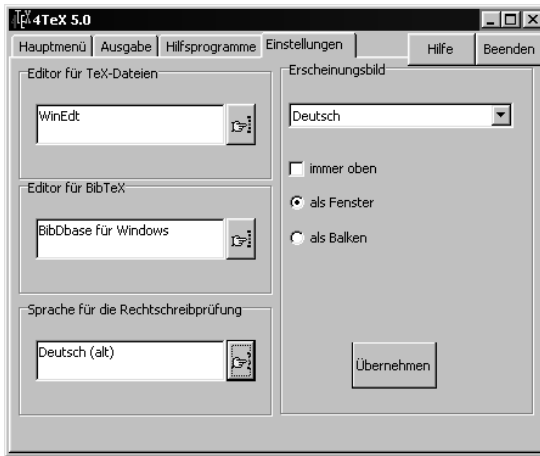 TeX 4TeX 5.0
Hauptmenü Ausgabe Hilfsprogramme Einstellungen Hilfe Beenden
Editor für TeX-Dateien
WinEdt
Editor für BibTeX
BibDbase für Windows
Sprache für die Rechtschreibprüfung
Deutsch (alt)
Erscheinungsbild
Deutsch
immer oben
als Fenster
als Balken
Übernehmen